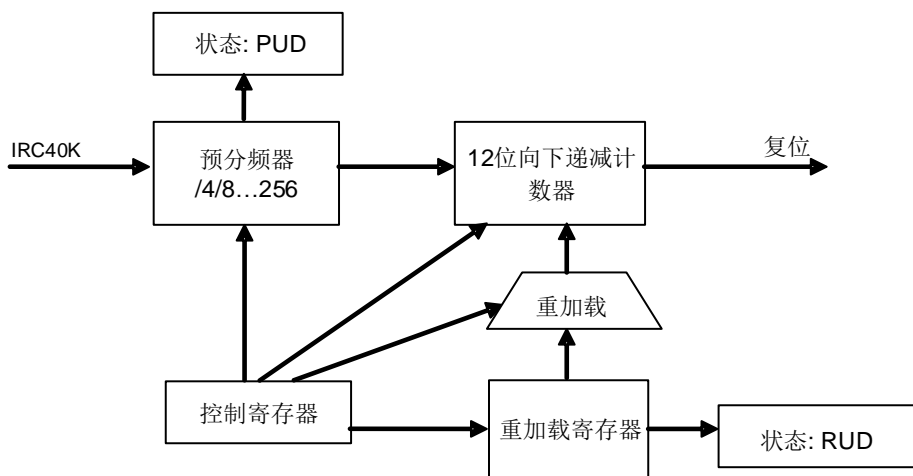 状态: PUD
IRC40K
预分频器
/4/8…256
12位向下递减计
数器
复位
重加载
控制寄存器
重加载寄存器
状态: RUD